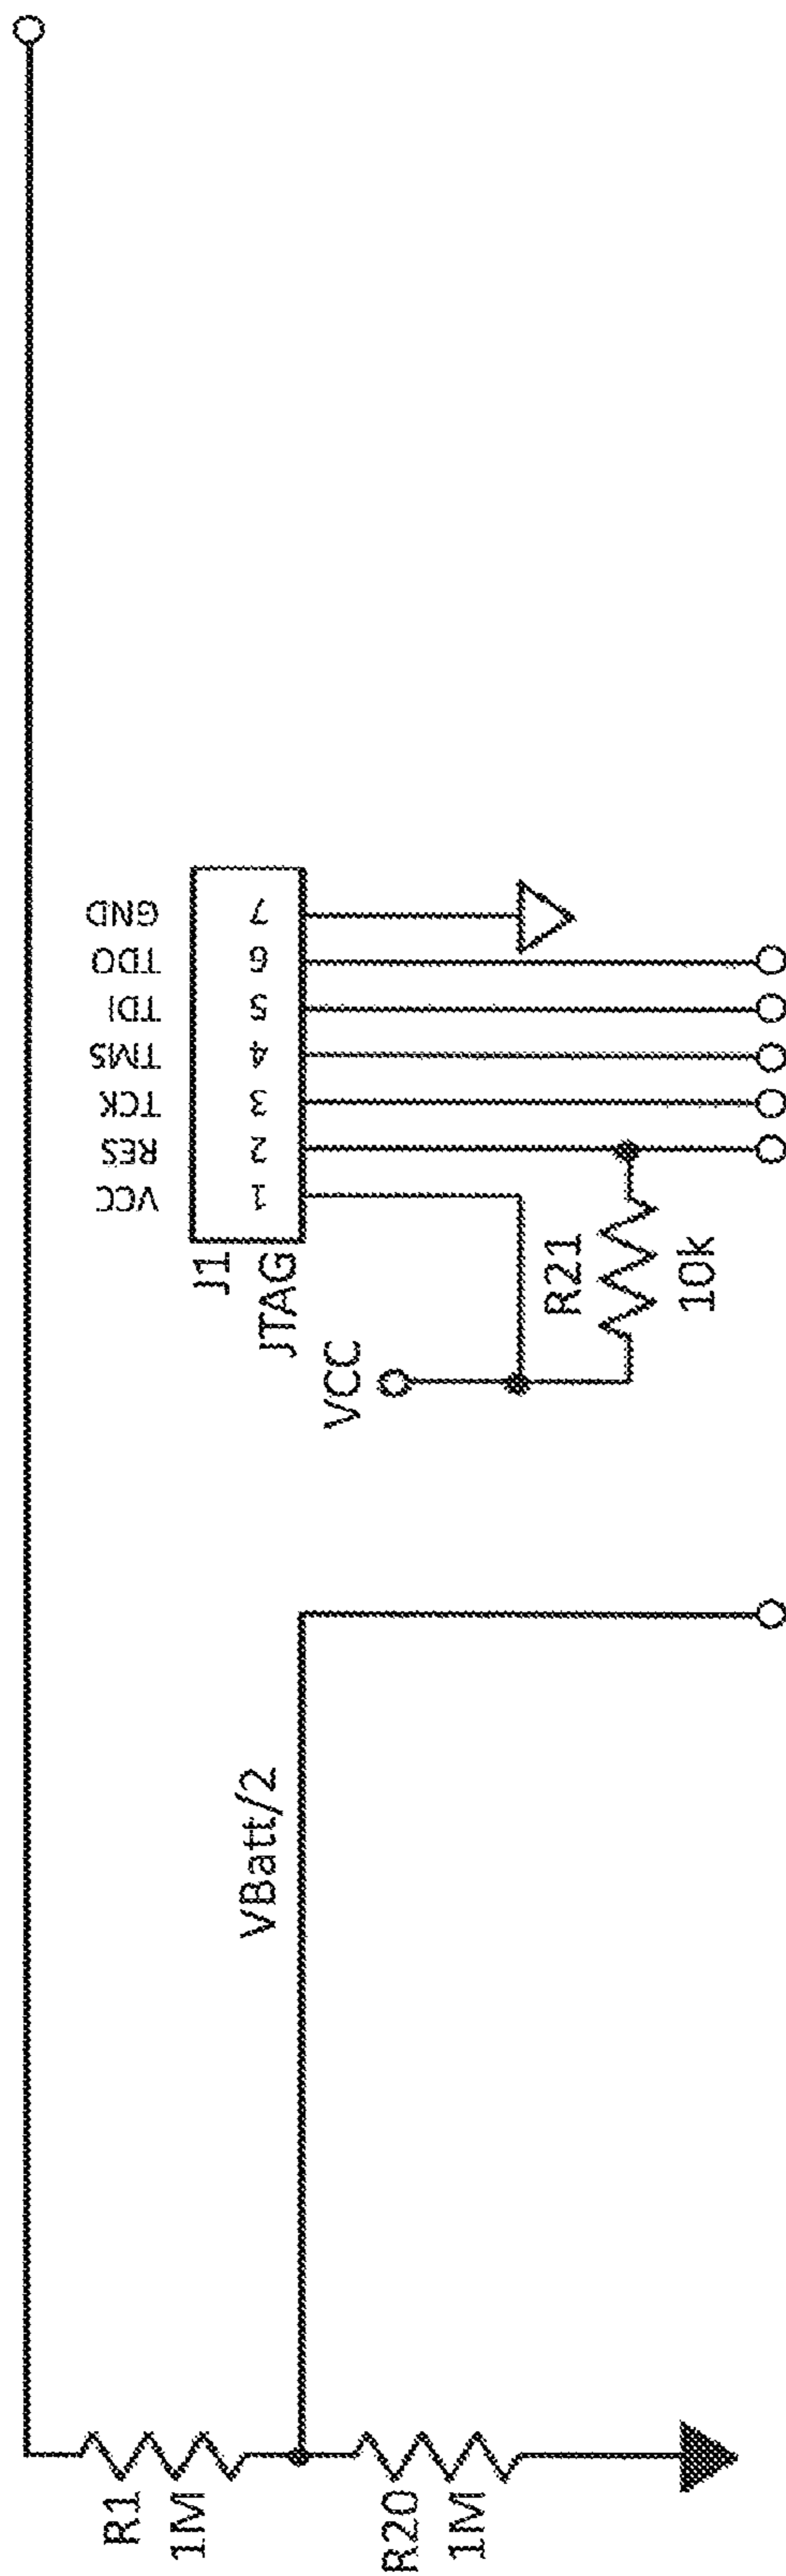 GND
TDO
TDI
TMS
TCK
RES
VCC
7
6
5
4
3
2
1
J1
JTAG
VCC
R21
10k
VBatt/2
R1
1M
R20
1M